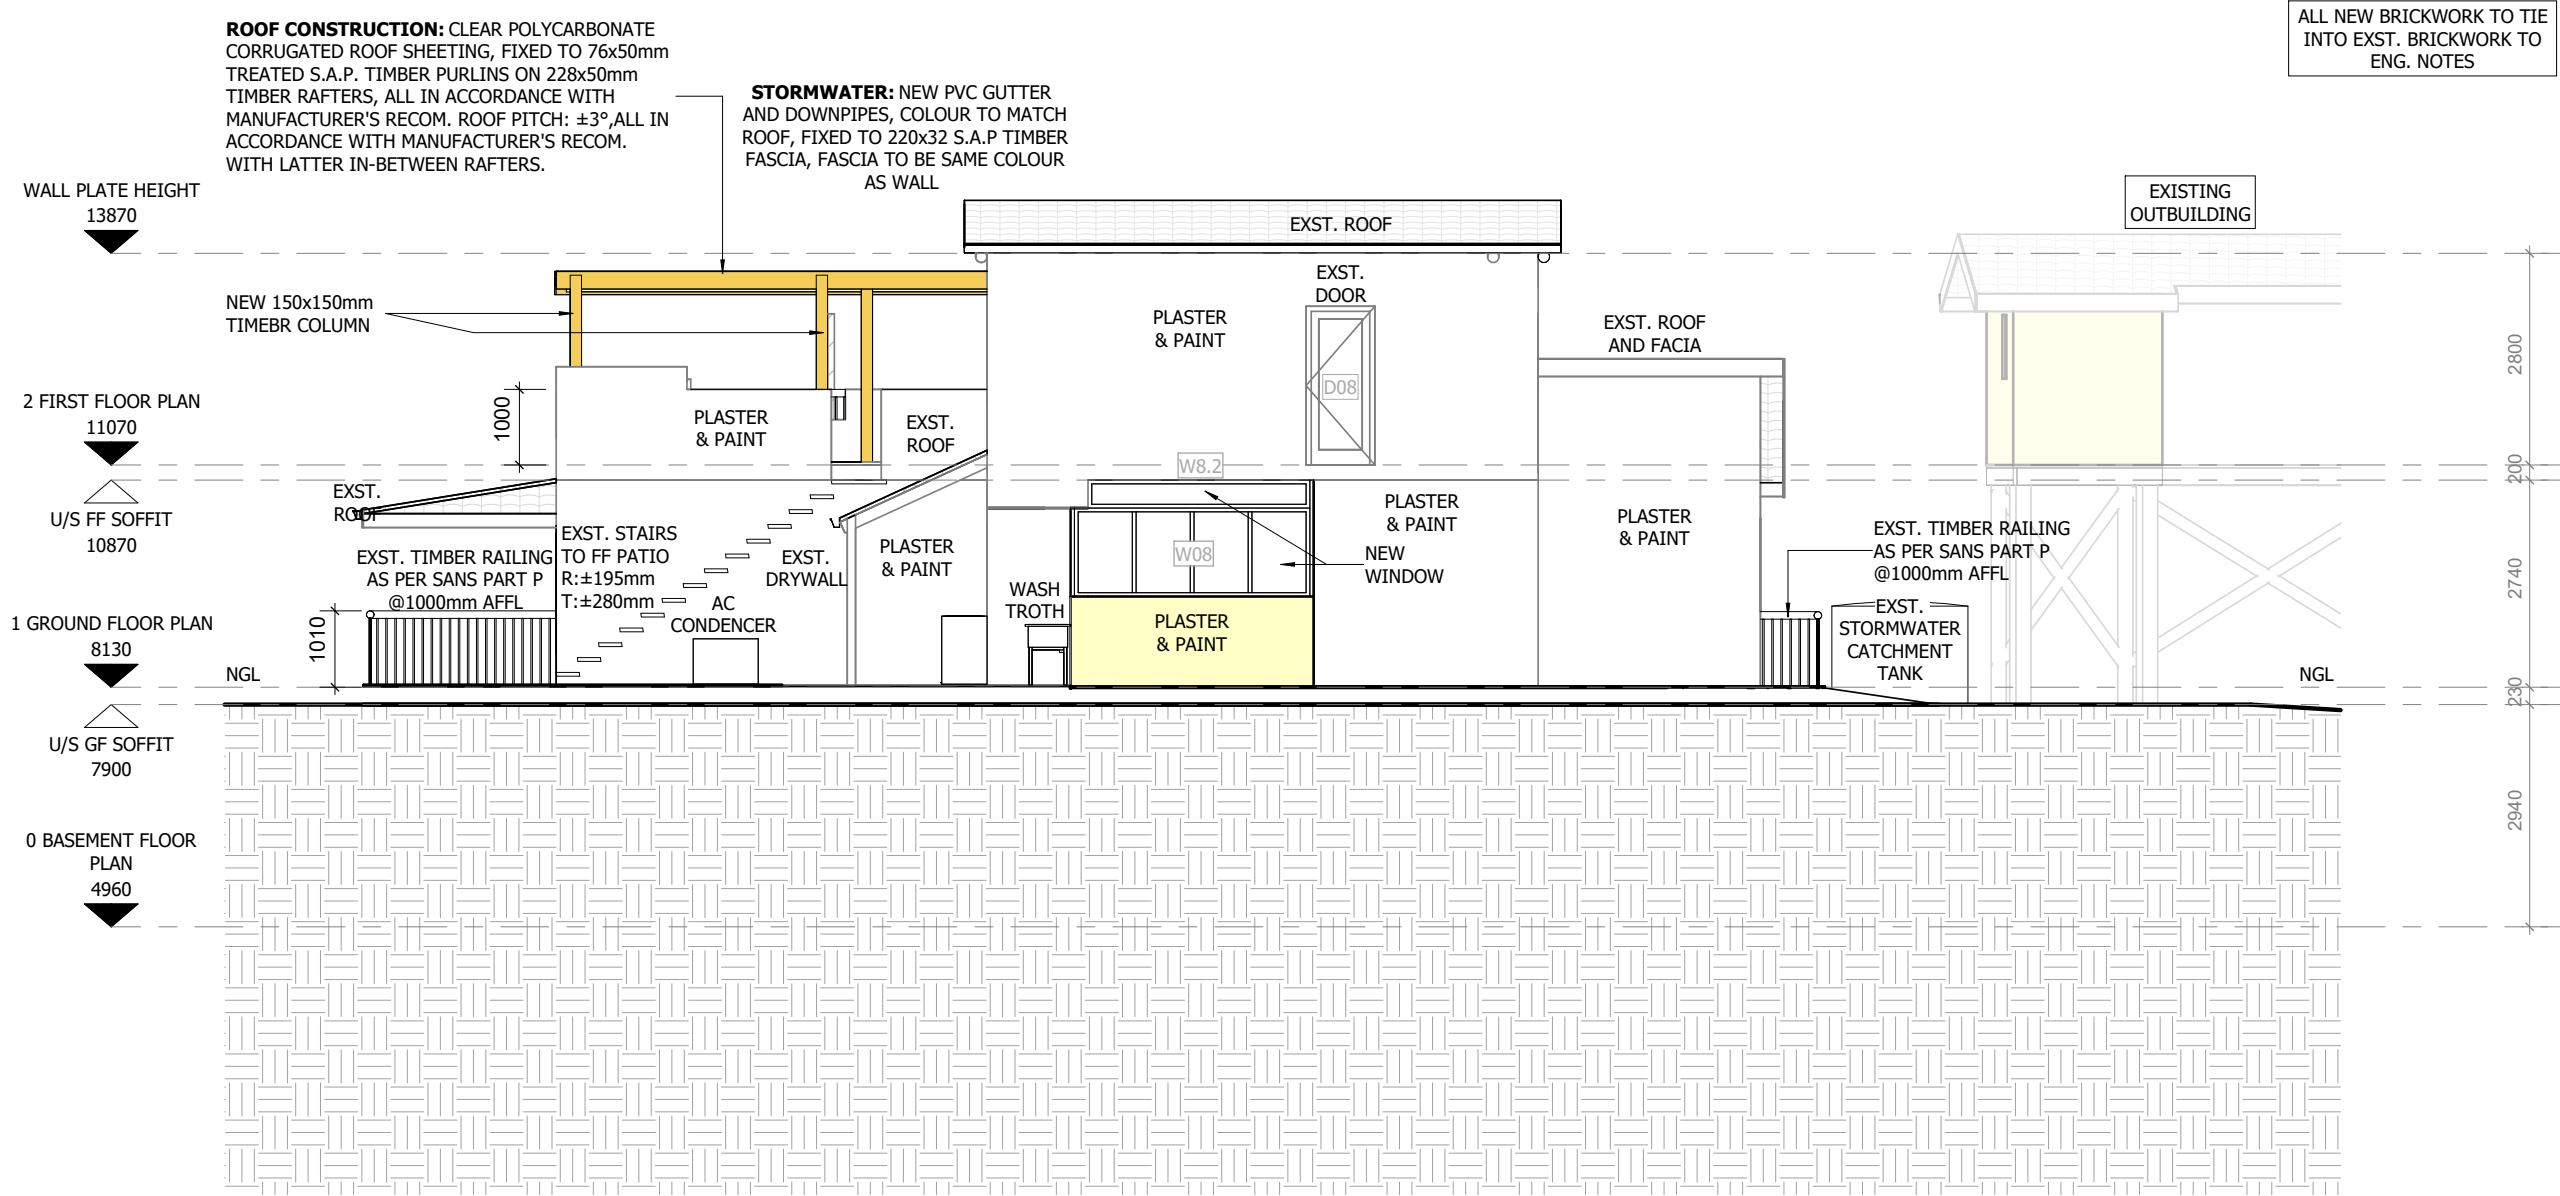 ROOF CONSTRUCTION: CLEAR POLYCARBONATE
CORRUGATED ROOF SHEETING, FIXED TO 76x50mm
TREATED S.A.P. TIMBER PURLINS ON 228x50mm
TIMBER RAFTERS, ALL IN ACCORDANCE WITH
MANUFACTURER'S RECOM. ROOF PITCH: ±3°,ALL IN
ACCORDANCE WITH MANUFACTURER'S RECOM.
WITH LATTER IN-BETWEEN RAFTERS.
STORMWATER: NEW PVC GUTTER
AND DOWNPIPES, COLOUR TO MATCH
ROOF, FIXED TO 220x32 S.A.P TIMBER
FASCIA, FASCIA TO BE SAME COLOUR
AS WALL
ALL NEW BRICKWORK TO TIE
INTO EXST. BRICKWORK TO
ENG. NOTES
WALL PLATE HEIGHT
13870
EXISTING
OUTBUILDING
EXST. ROOF
NEW 150x150mm
TIMEBR COLUMN
EXST.
DOOR
D08
PLASTER
& PAINT
EXST. ROOF
AND FACIA
2800
2 FIRST FLOOR PLAN
11070
1000
PLASTER
& PAINT
EXST.
ROOF
W8.2
200
U/S FF SOFFIT
10870
EXST.
ROOF
EXST. TIMBER RAILING
AS PER SANS PART P
@1000mm AFFL
EXST. STAIRS
TO FF PATIO
R:±195mm
T:±280mm
EXST.
DRYWALL
PLASTER
& PAINT
W08
PLASTER
& PAINT
NEW
WINDOW
PLASTER
& PAINT
EXST. TIMBER RAILING
AS PER SANS PART P
@1000mm AFFL
2740
1 GROUND FLOOR PLAN
8130
1010
AC
CONDENCER
WASH
TROTH
PLASTER
& PAINT
EXST.
STORMWATER
CATCHMENT
TANK
NGL
NGL
230
U/S GF SOFFIT
7900
2940
0 BASEMENT FLOOR
PLAN
4960